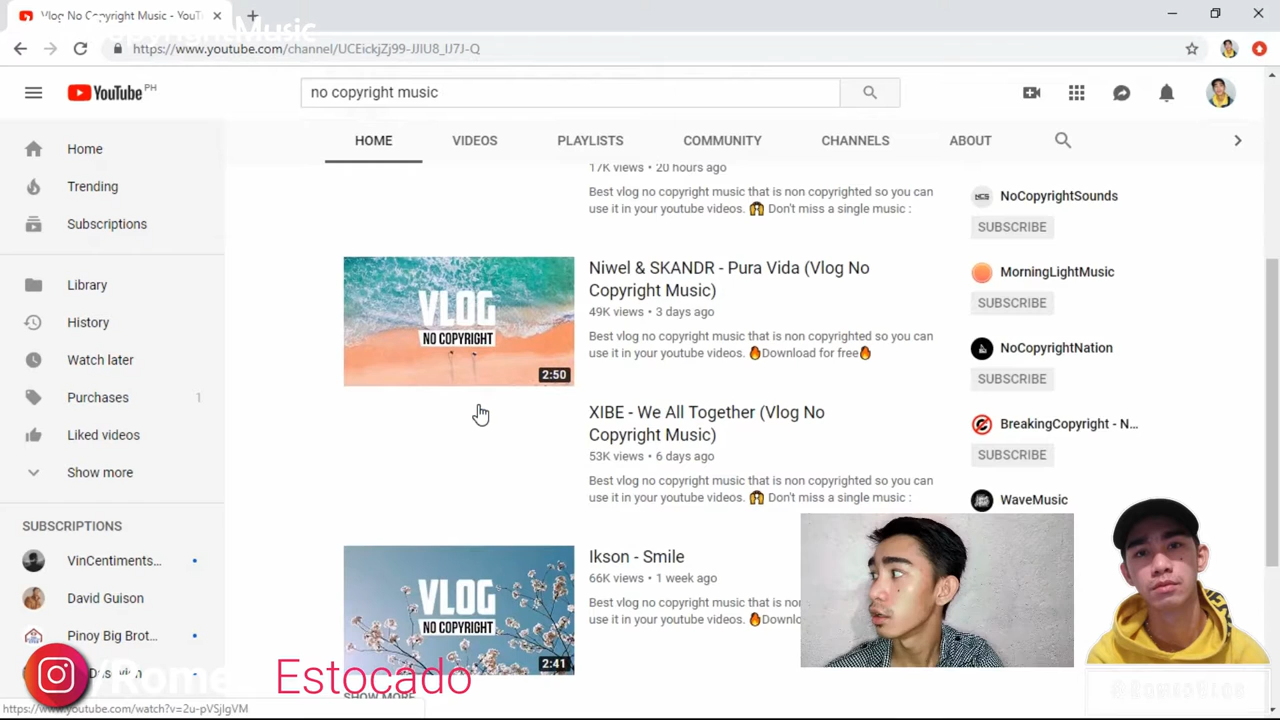 Vlog No Copyright Music - YouTu
https://www.youtube.com/channel/UCEickjZj99-JJIU8_IJ7J-Q
YouTube PH
no copyright music
HOME
VIDEOS
PLAYLISTS
COMMUNITY
CHANNELS
ABOUT
Home
Trending
Subscriptions
Library
History
Watch later
Purchases 1
Liked videos
Show more
SUBSCRIPTIONS
VinCentiments...
David Guison
Pinoy Big Brot...
17K views • 20 hours ago
Best vlog no copyright music that is non copyrighted so you can
use it in your youtube videos. 🙌 Don't miss a single music :
VLOG
NO COPYRIGHT
2:50
Niwel & SKANDR - Pura Vida (Vlog No
Copyright Music)
49K views • 3 days ago
Best vlog no copyright music that is non copyrighted so you can
use it in your youtube videos. 🔥Download for free🔥
XIBE - We All Together (Vlog No
Copyright Music)
53K views • 6 days ago
Best vlog no copyright music that is non copyrighted so you can
use it in your youtube videos. 🙌 Don't miss a single music :
VLOG
NO COPYRIGHT
2:41
Ikson - Smile
66K views • 1 week ago
Best vlog no copyright music that is non
use it in your youtube videos. 🔥Downlo
SHOW MORE
NoCopyrightSounds
SUBSCRIBE
MorningLightMusic
SUBSCRIBE
NoCopyrightNation
SUBSCRIBE
BreakingCopyright - N...
SUBSCRIBE
WaveMusic
Estocado
https://www.youtube.com/watch?v=2u-pVSjIgVM